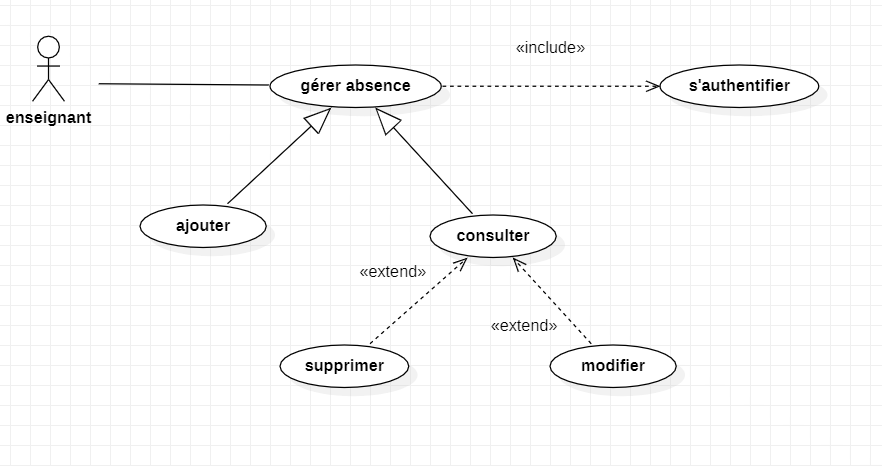 «include»
gérer absence
s'authentifier
enseignant
ajouter
consulter
«extend»
«extend»
supprimer
modifier